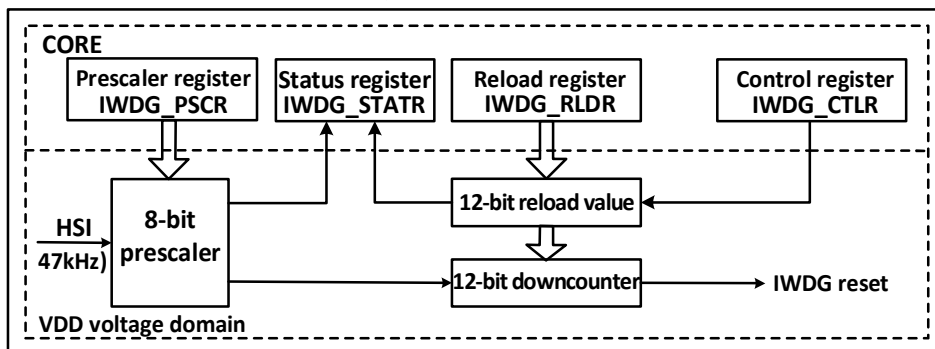 CORE
Prescaler register
IWDG_PSCR
Status register
IWDG_STATR
Reload register
IWDG_RLDR
Control register
IWDG_CTLR
HSI
47kHz)
8-bit
prescaler
12-bit reload value
12-bit downcounter
IWDG reset
VDD voltage domain